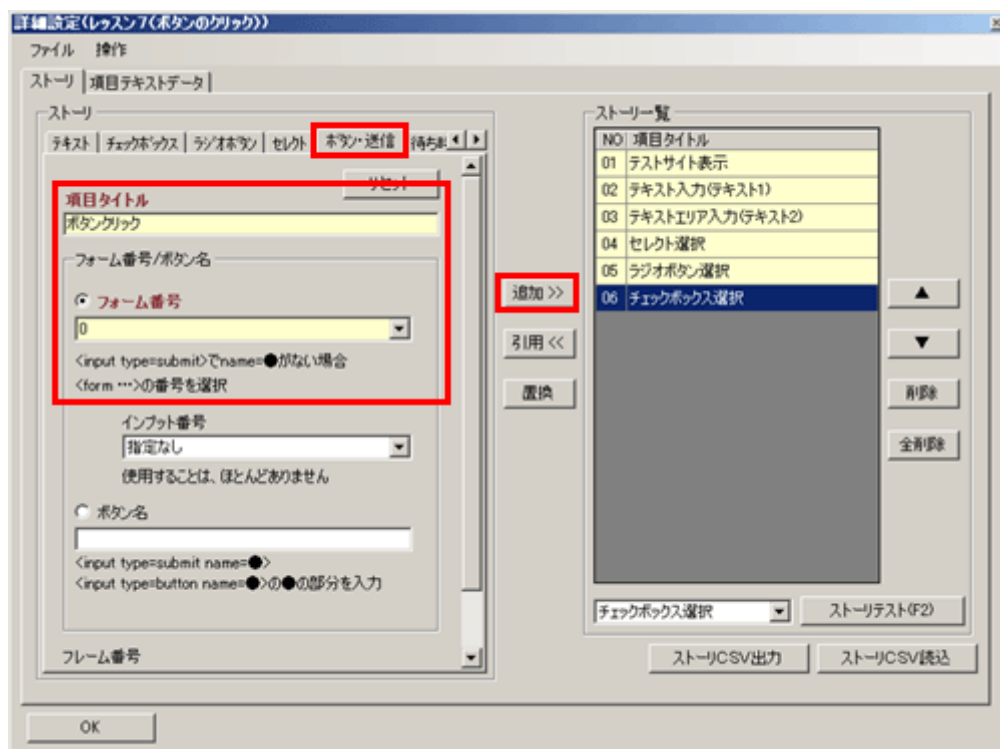 詳細設定(レッスン7(ボタンのクリック))
ファイル 操作
ストーリ 項目テキストデータ
ストーリ
テキスト チェックボックス ラジオボタン セレクト ボタン・送信
リセット
項目タイトル
ボタンクリック
フォーム番号/ボタン名
フォーム番号
0
<input type=submit>でname=●がない場合
<form …>の番号を選択
インプット番号
指定なし
使用することは、ほとんどありません
ボタン名
<input type=submit name=●>
<input type=button name=●>の●の部分を入力
フレーム番号
追加 >>
引用 <<
置換
ストーリ一覧
NO 項目タイトル
01 テストサイト表示
02 テキスト入力(テキスト1)
03 テキストエリア入力(テキスト2)
04 セレクト選択
05 ラジオボタン選択
06 チェックボックス選択
▲
▼
削除
全削除
チェックボックス選択
ストーリテスト(F2)
ストーリCSV出力
ストーリCSV読込
OK